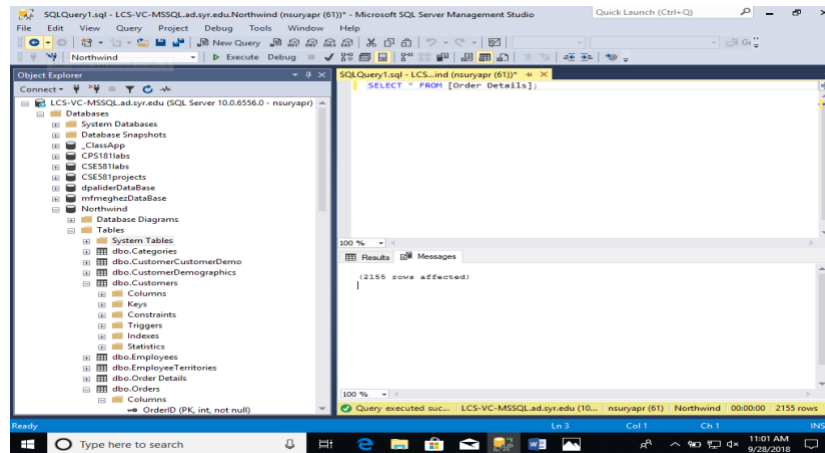 SQLQuery1.sql - LCS-VC-MSSQL.ad.syr.edu.Northwind (nsuryapr (61))* - Microsoft SQL Server Management Studio
Quick Launch (Ctrl+Q)
File Edit View Query Project Debug Tools Window Help
New Query
Northwind
Execute Debug
Object Explorer
SQLQuery1.sql - LCS...ind (nsuryapr (61))*
Connect
SELECT * FROM [Order Details];
LCS-VC-MSSQL.ad.syr.edu (SQL Server 10.0.6556.0 - nsuryapr)
Databases
System Databases
Database Snapshots
_ClassApp
CPS181labs
CSE581labs
CSE581projects
dpaliderDataBase
mfmeghezDataBase
Northwind
Database Diagrams
Tables
System Tables
dbo.Categories
dbo.CustomerCustomerDemo
dbo.CustomerDemographics
dbo.Customers
Columns
Keys
Constraints
Triggers
Indexes
Statistics
dbo.Employees
dbo.EmployeeTerritories
dbo.Order Details
dbo.Orders
Columns
OrderID (PK, int, not null)
100 %
Results Messages
(2155 rows affected)
100 %
Query executed suc... LCS-VC-MSSQL.ad.syr.edu (10... nsuryapr (61) Northwind 00:00:00 2155 rows
Ready Ln 3 Col 1 Ch 1 INS
Type here to search
11:01 AM
9/28/2018